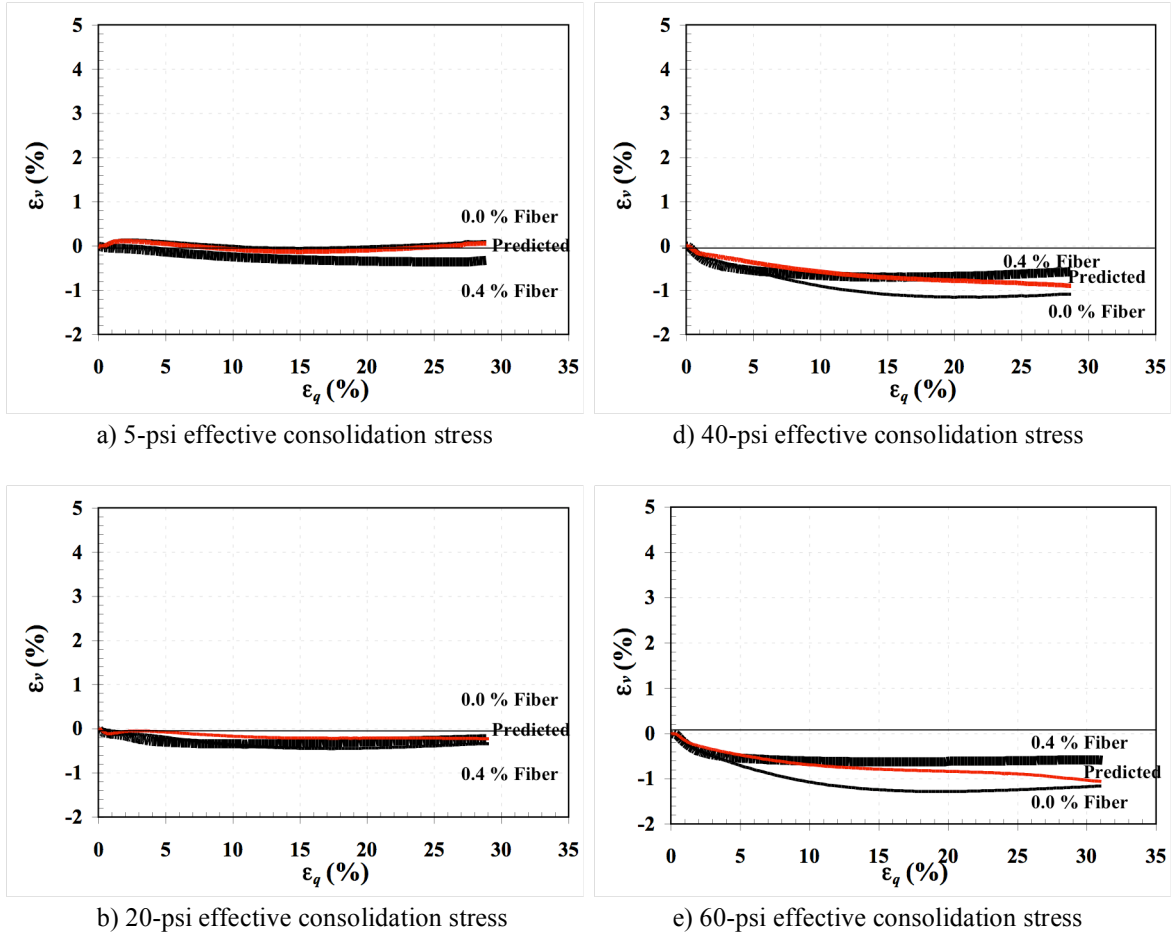 5
4
3
2
1
0
-1
-2
εv (%)
0.0 % Fiber
Predicted
0.4 % Fiber
0 5 10 15 20 25 30 35
εq (%)
a) 5-psi effective consolidation stress
5
4
3
2
1
0
-1
-2
εv (%)
0.4 % Fiber
Predicted
0.0 % Fiber
0 5 10 15 20 25 30 35
εq (%)
d) 40-psi effective consolidation stress
5
4
3
2
1
0
-1
-2
εv (%)
0.0 % Fiber
Predicted
0.4 % Fiber
0 5 10 15 20 25 30 35
εq (%)
b) 20-psi effective consolidation stress
5
4
3
2
1
0
-1
-2
εv (%)
0.4 % Fiber
Predicted
0.0 % Fiber
0 5 10 15 20 25 30 35
εq (%)
e) 60-psi effective consolidation stress